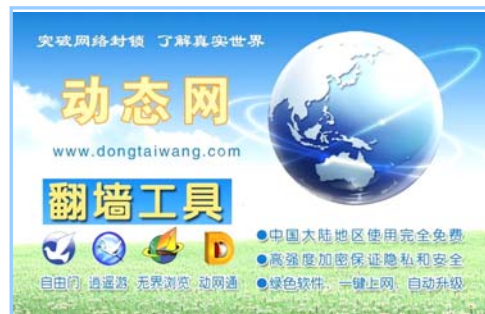 突破网络封锁 了解真实世界
动态网
www.dongtaiwang.com
翻墙工具
自由门 逍遥游 无界浏览 动网通
●中国大陆地区使用完全免费
●高强度加密保证隐私和安全
●绿色软件，一键上网，自动升级